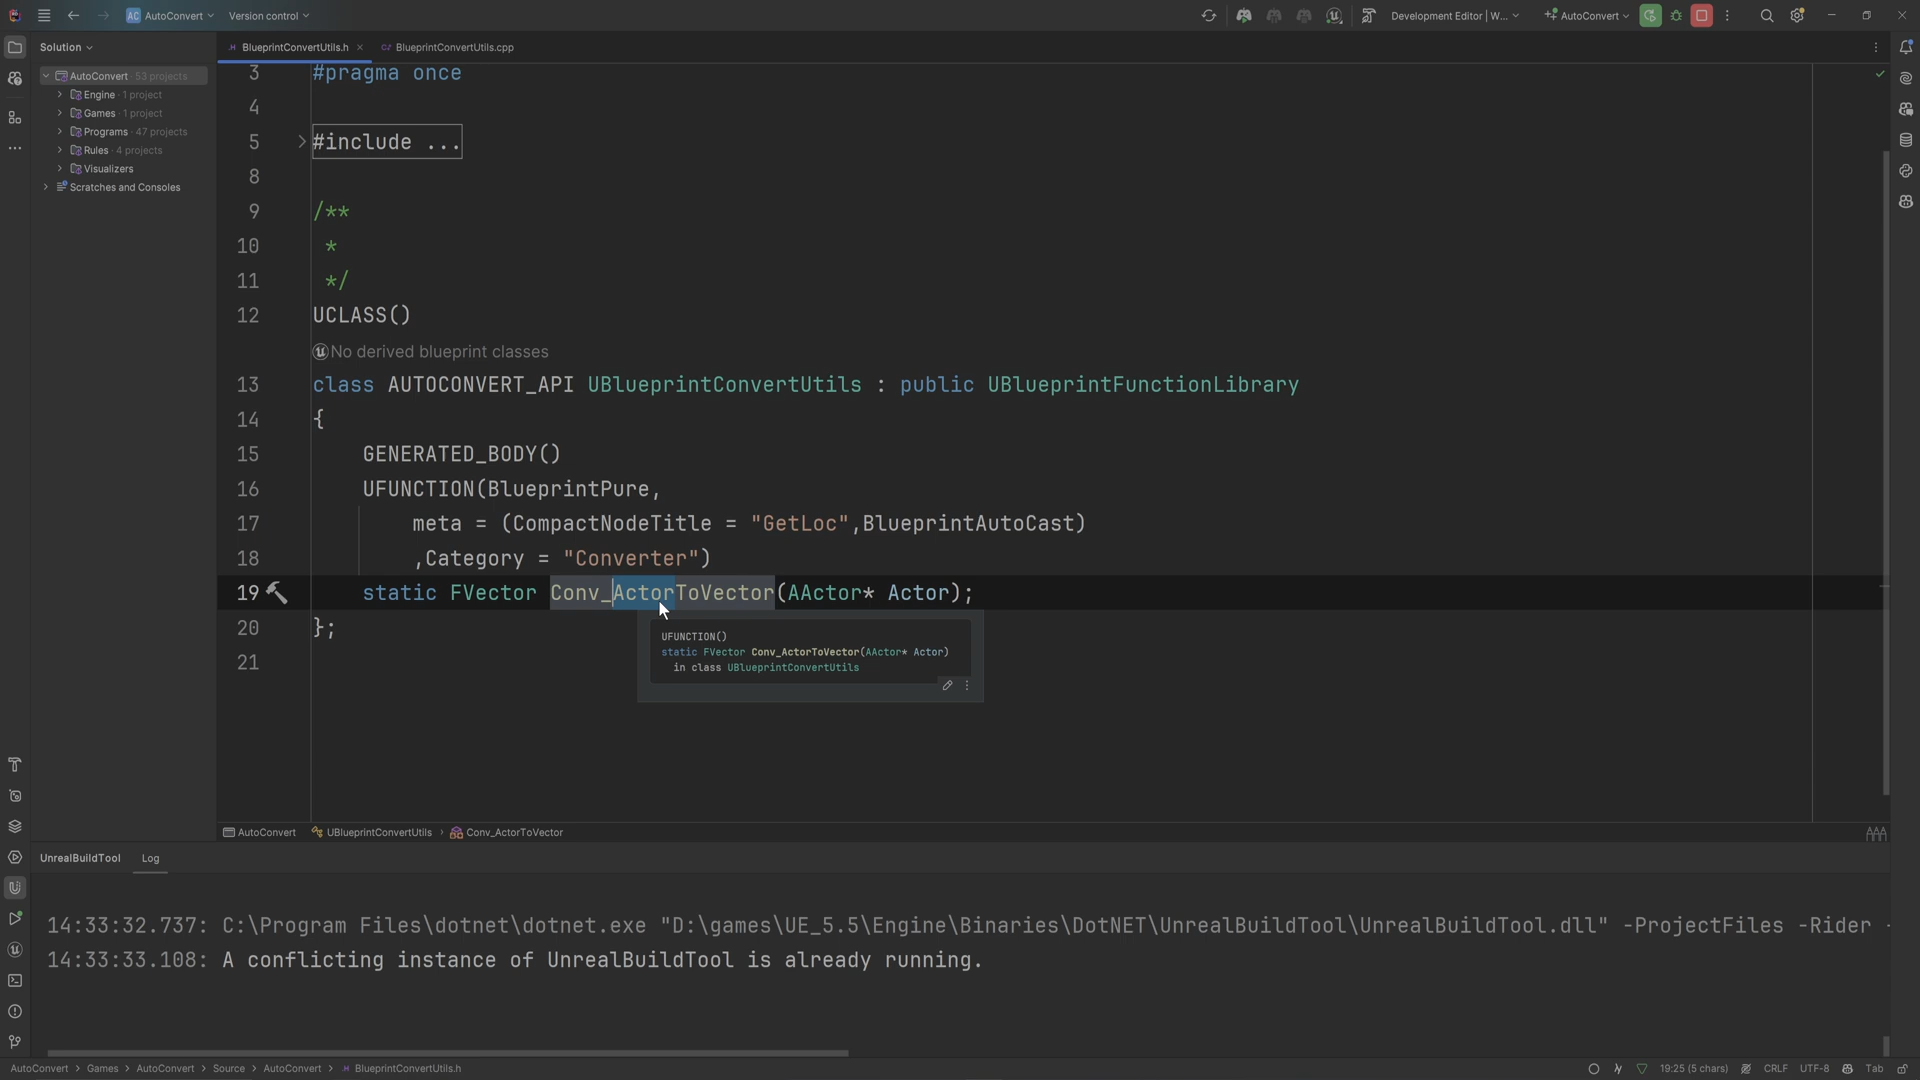 AC AutoConvert
Version control
Development Editor | W...
AutoConvert
Solution
BlueprintConvertUtils.h
BlueprintConvertUtils.cpp
AutoConvert · 53 projects
Engine · 1 project
Games · 1 project
Programs · 47 projects
Rules · 4 projects
Visualizers
Scratches and Consoles
3 #pragma once
4
5 #include ...
8
9 /**
10 *
11 */
12 UCLASS()
No derived blueprint classes
13 class AUTOCONVERT_API UBlueprintConvertUtils : public UBlueprintFunctionLibrary
14 {
15 GENERATED_BODY()
16 UFUNCTION(BlueprintPure,
17 meta = (CompactNodeTitle = "GetLoc",BlueprintAutoCast)
18 ,Category = "Converter")
19 static FVector Conv_ActorToVector(AActor* Actor);
20 };
21
UFUNCTION()
static FVector Conv_ActorToVector(AActor* Actor)
in class UBlueprintConvertUtils
AutoConvert
UBlueprintConvertUtils › Conv_ActorToVector
UnrealBuildTool
Log
14:33:32.737: C:\Program Files\dotnet\dotnet.exe "D:\games\UE_5.5\Engine\Binaries\DotNET\UnrealBuildTool\UnrealBuildTool.dll" -ProjectFiles -Rider -
14:33:33.108: A conflicting instance of UnrealBuildTool is already running.
AutoConvert › Games › AutoConvert › Source › AutoConvert › BlueprintConvertUtils.h
19:25 (5 chars)
CRLF
UTF-8
Tab